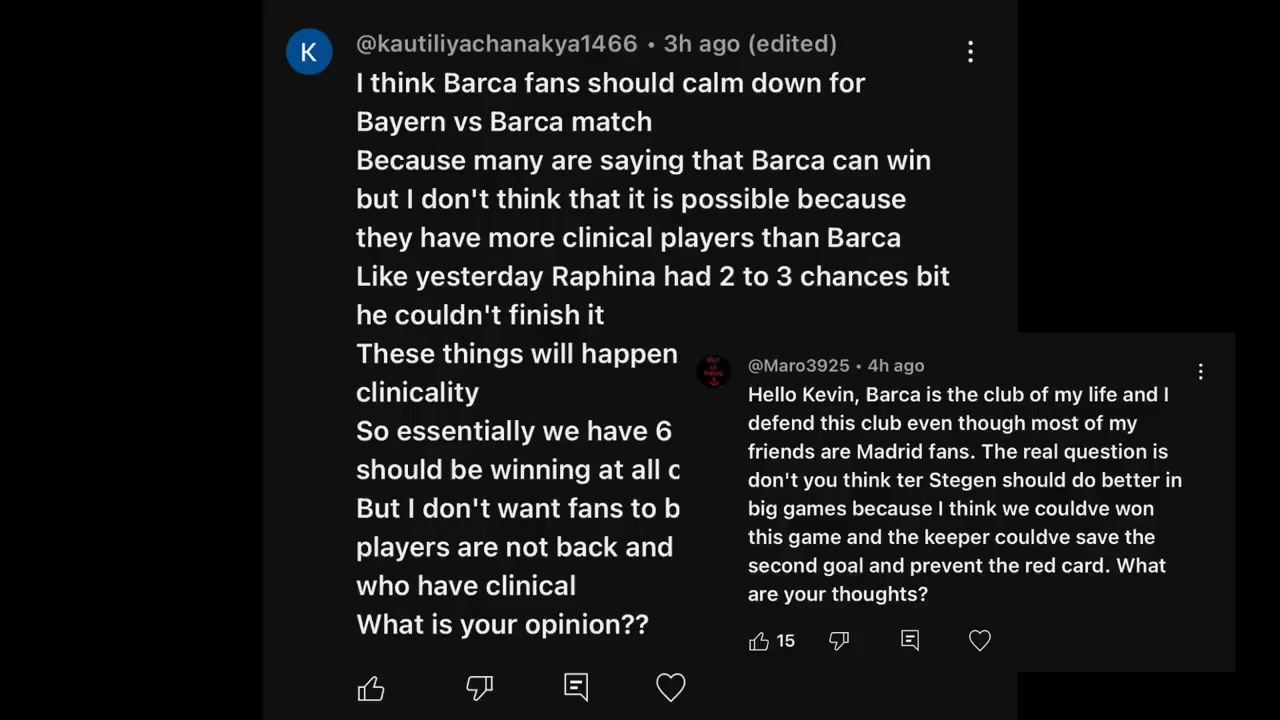 K
@kautiliyachanakya1466 • 3h ago (edited)
I think Barca fans should calm down for
Bayern vs Barca match
Because many are saying that Barca can win
but I don't think that it is possible because
they have more clinical players than Barca
Like yesterday Raphina had 2 to 3 chances bit
he couldn't finish it
These things will happen
clinicality
So essentially we have 6
should be winning at all
But I don't want fans to
players are not back and
who have clinical
What is your opinion??
@Maro3925 • 4h ago
Hello Kevin, Barca is the club of my life and I
defend this club even though most of my
friends are Madrid fans. The real question is
don't you think ter Stegen should do better in
big games because I think we couldve won
this game and the keeper couldve save the
second goal and prevent the red card. What
are your thoughts?
15